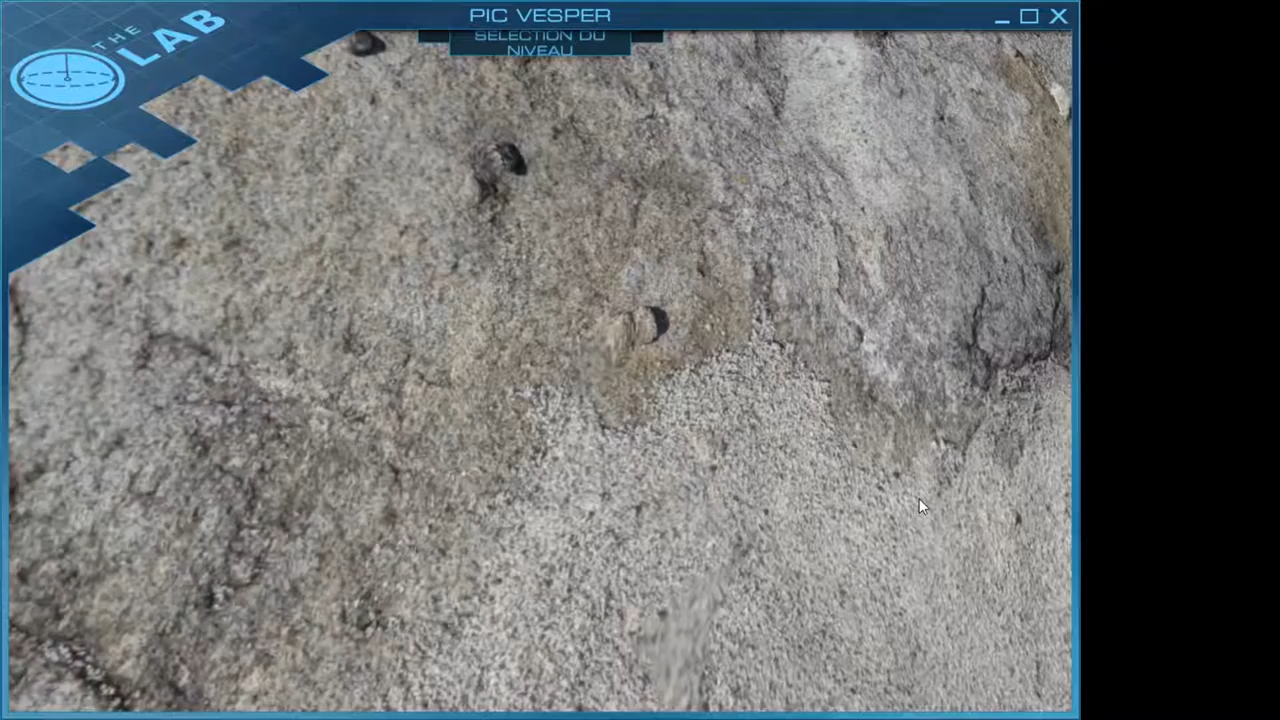 PIC VESPER
THE
LAB
SÉLECTION DU
NIVEAU